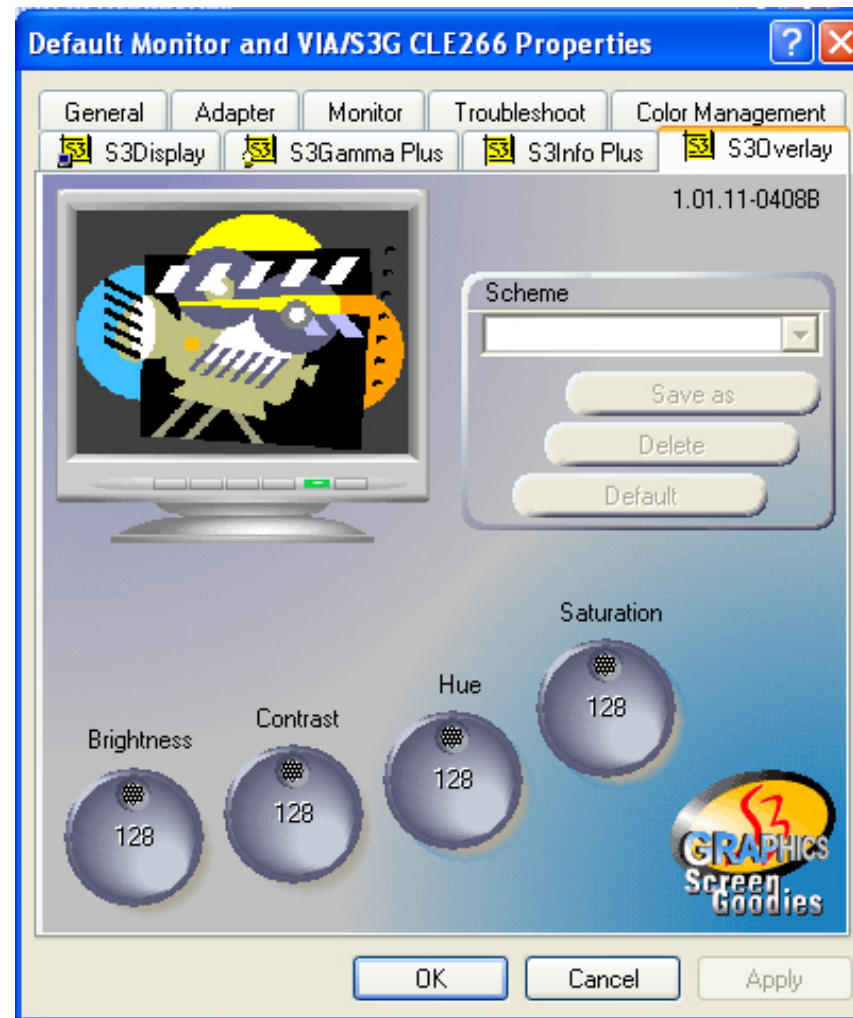 Default Monitor and VIA/S3G CLE266 Properties
General Adapter Monitor Troubleshoot Color Management
S3Display S3Gamma Plus S3Info Plus S3Overlay
1.01.11-0408B
Scheme
Save as
Delete
Default
Saturation
128
Hue
128
Contrast
128
Brightness
128
S3
GRAPHICS
Screen
Goodies
OK Cancel Apply